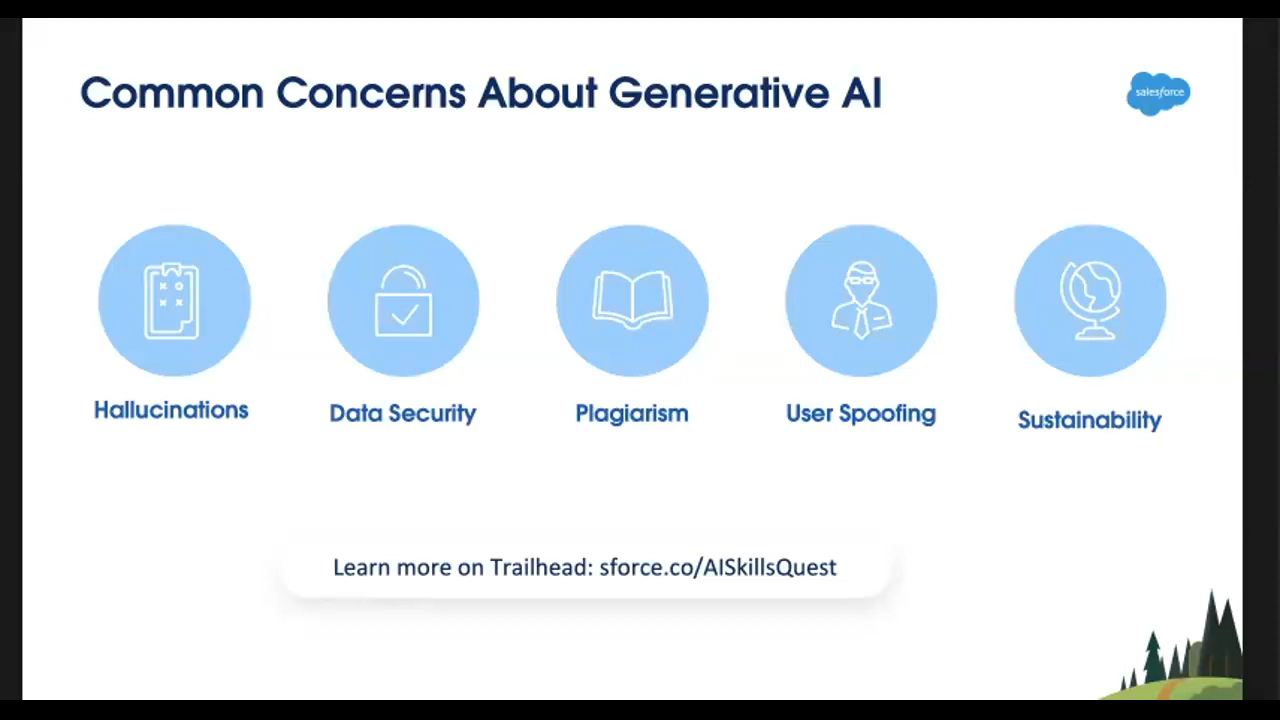 Common Concerns About Generative AI
salesforce
Hallucinations
Data Security
Plagiarism
User Spoofing
Sustainability
Learn more on Trailhead: sforce.co/AISkillsQuest